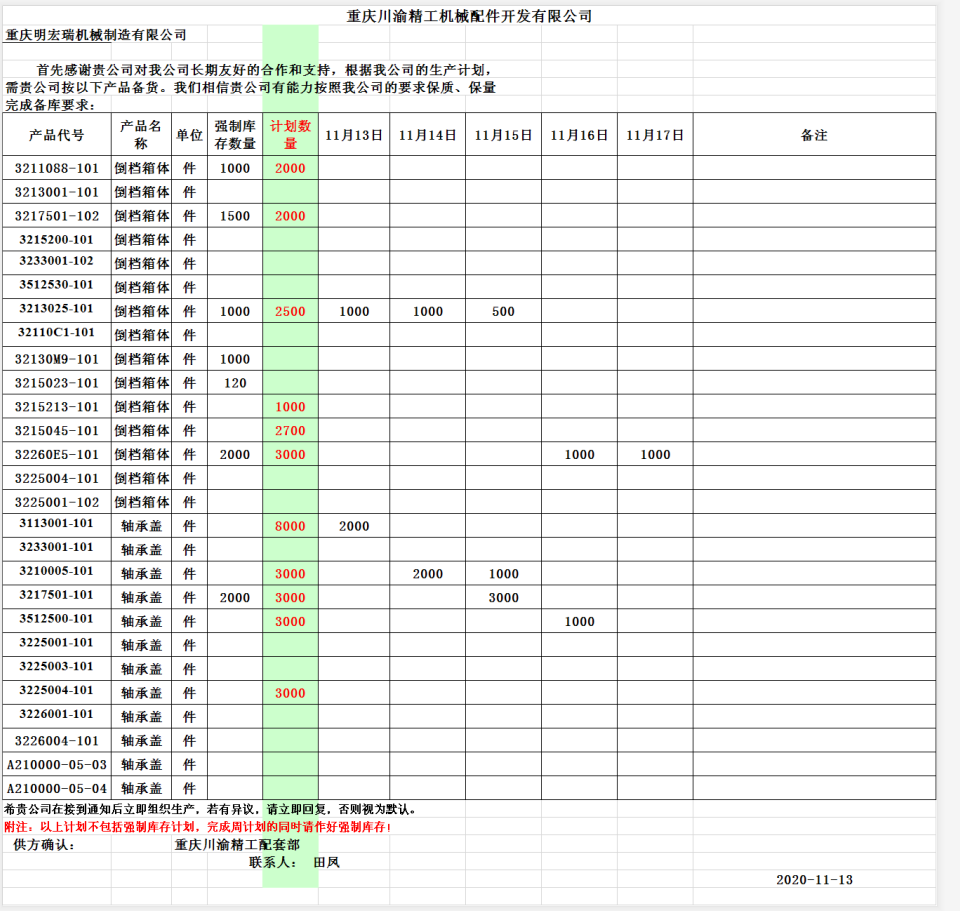 重庆川渝精工机械配件开发有限公司
重庆明宏瑞机械制造有限公司
首先感谢贵公司对我公司长期友好的合作和支持，根据我公司的生产计划，
需贵公司按以下产品备货。我们相信贵公司有能力按照我公司的要求保质、保量
完成备库要求：
产品代号 产品名称 单位 强制库存数量 计划数量 11月13日 11月14日 11月15日 11月16日 11月17日 备注
3211088-101 倒档箱体 件 1000 2000
3213001-101 倒档箱体 件
3217501-102 倒档箱体 件 1500 2000
3215200-101 倒档箱体 件
3233001-102 倒档箱体 件
3512530-101 倒档箱体 件
3213025-101 倒档箱体 件 1000 2500 1000 1000 500
32110C1-101 倒档箱体 件
32130M9-101 倒档箱体 件 1000
3215023-101 倒档箱体 件 120
3215213-101 倒档箱体 件 1000
3215045-101 倒档箱体 件 2700
32260E5-101 倒档箱体 件 2000 3000 1000 1000
3225004-101 倒档箱体 件
3225001-102 倒档箱体 件
3113001-101 轴承盖 件 8000 2000
3233001-101 轴承盖 件
3210005-101 轴承盖 件 3000 2000 1000
3217501-101 轴承盖 件 2000 3000 3000
3512500-101 轴承盖 件 3000 1000
3225001-101 轴承盖 件
3225003-101 轴承盖 件
3225004-101 轴承盖 件 3000
3226001-101 轴承盖 件
3226004-101 轴承盖 件
A210000-05-03 轴承盖 件
A210000-05-04 轴承盖 件
希贵公司在接到通知后立即组织生产，若有异议，请立即回复，否则视为默认。
附注：以上计划不包括强制库存计划，完成周计划的同时请作好强制库存！
供方确认： 重庆川渝精工配套部
联系人： 田凤
2020-11-13